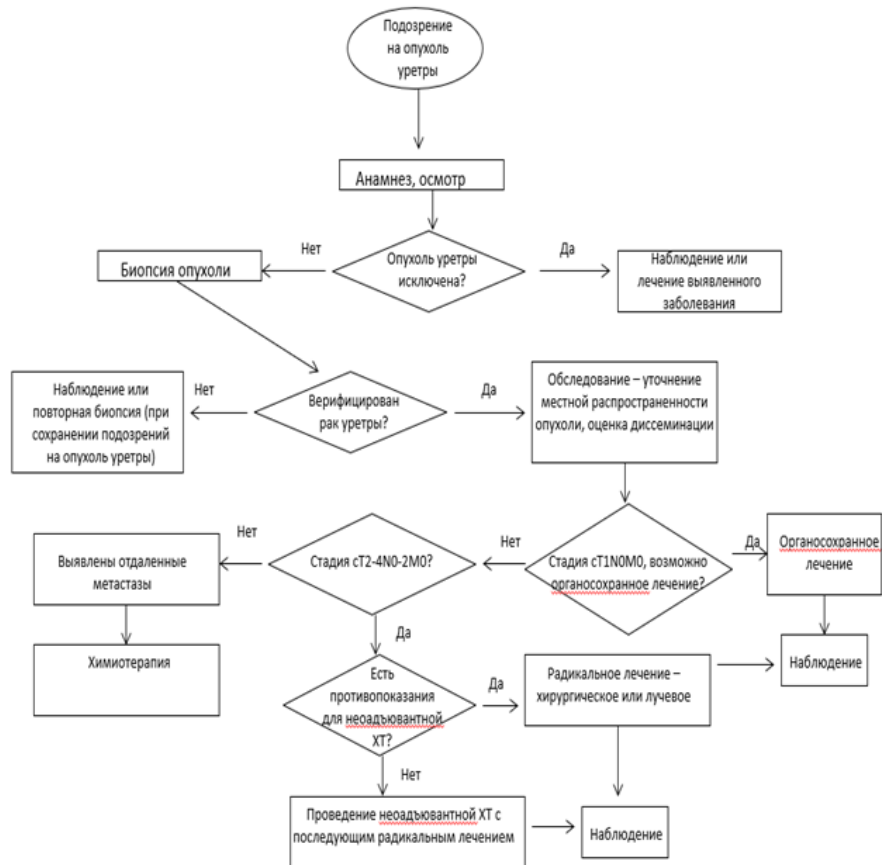 Подозрение
на опухоль
уретры
Анамнез, осмотр
Нет
Опухоль уретры
исключена?
Да
Биопсия опухоли
Наблюдение или
лечение выявленного
заболевания
Наблюдение или
повторная биопсия (при
сохранении подозрений
на опухоль уретры)
Нет
Верифицирован
рак уретры?
Да
Обследование – уточнение
местной распространенности
опухоли, оценка диссеминации
Выявлены отдаленные
метастазы
Нет
Стадия сТ2-4N0-2M0?
Нет
Стадия сТ1N0M0, возможно
органосохранное лечение?
Да
Органосохранное
лечение
Химиотерапия
Да
Есть
противопоказания
для неоадъювантной
ХТ?
Да
Радикальное лечение –
хирургическое или лучевое
Наблюдение
Нет
Проведение неоадъювантной ХТ с
последующим радикальным лечением
Наблюдение